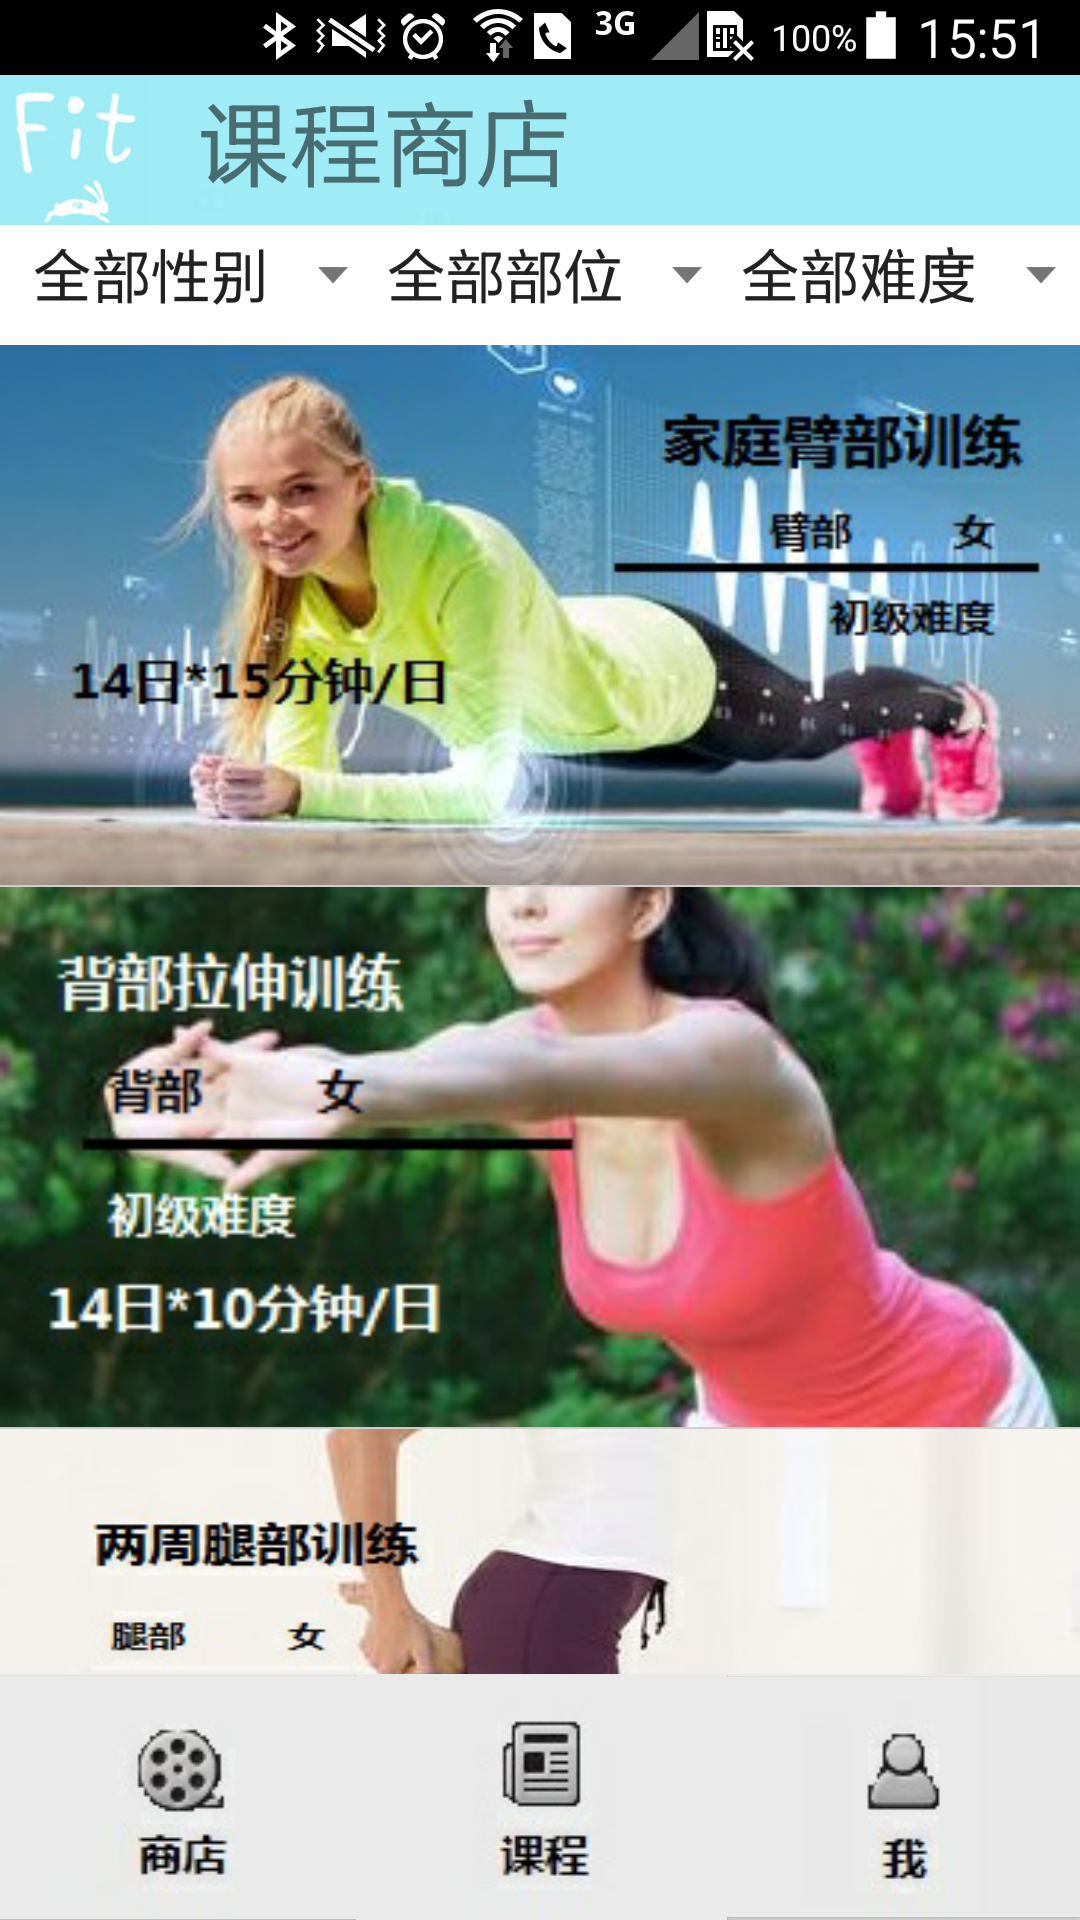 3G 100% 15:51
Fit 课程商店
全部性别 全部部位 全部难度
家庭臂部训练
臂部 女
初级难度
14日*15分钟/日
背部拉伸训练
背部 女
初级难度
14日*10分钟/日
两周腿部训练
腿部 女
商店 课程 我